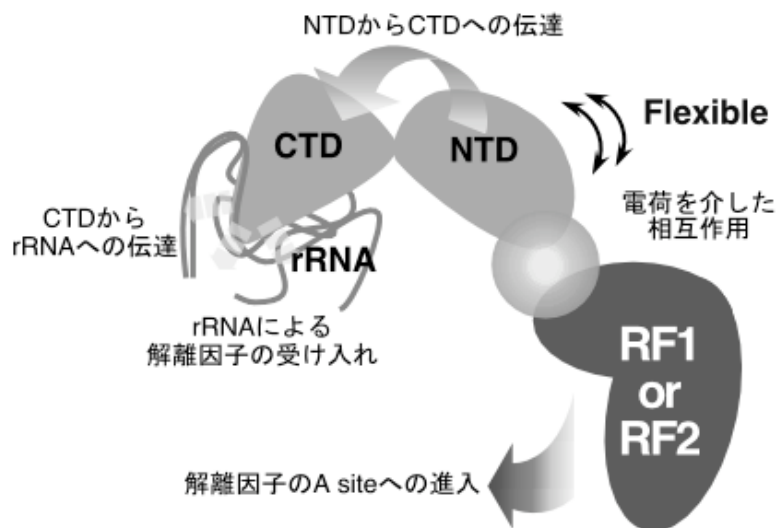 NTDからCTDへの伝達
Flexible
CTD
NTD
電荷を介した
相互作用
CTDから
rRNAへの伝達
rRNA
rRNAによる
解離因子の受け入れ
RF1
or
RF2
解離因子のA siteへの進入